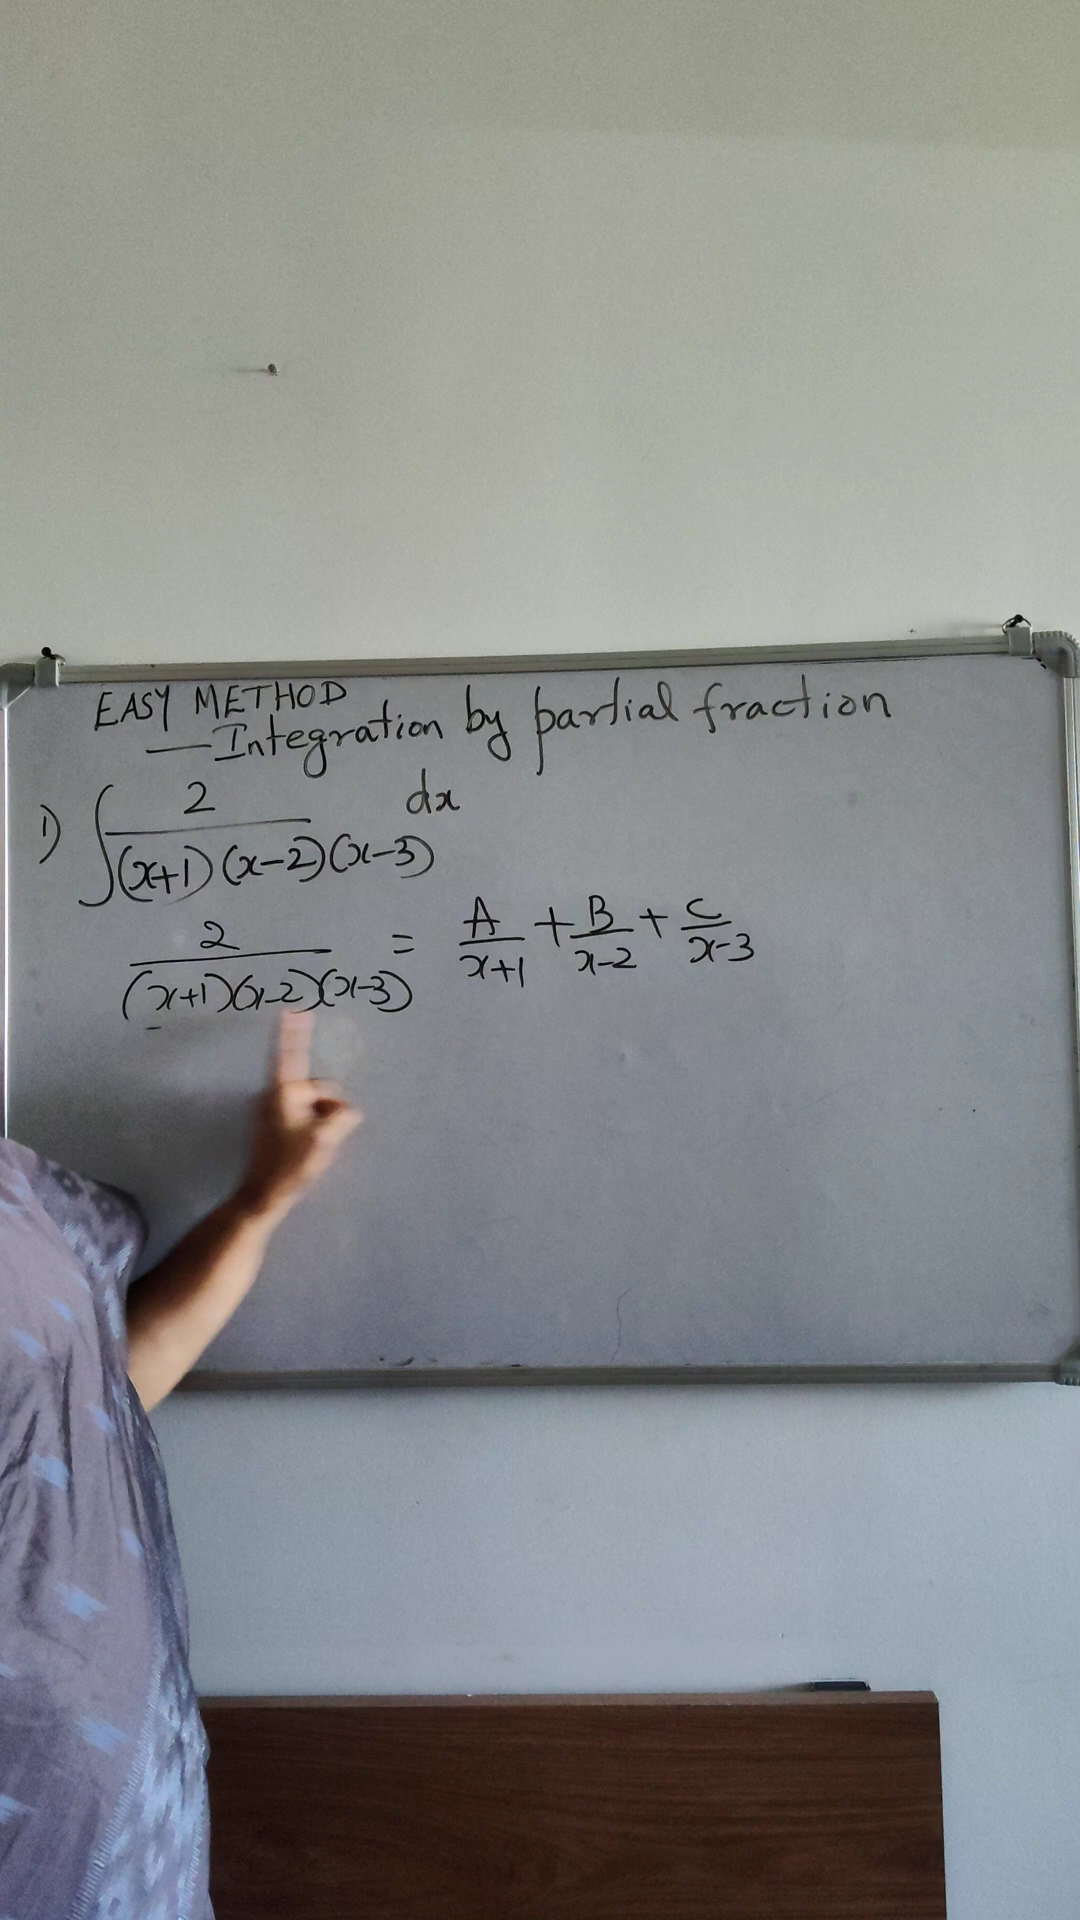 EASY METHOD
— Integration by partial fraction
1) ∫ 2 / (x+1)(x-2)(x-3) dx
2 / (x+1)(x-2)(x-3) = A / x+1 + B / x-2 + C / x-3